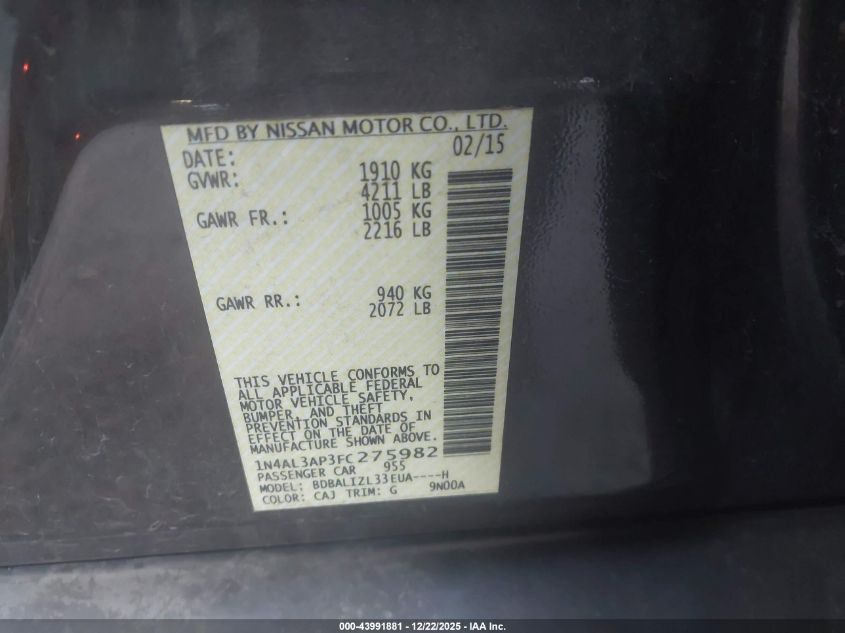 MFD BY NISSAN MOTOR CO., LTD.
DATE: 02/15
GVWR: 1910 KG
4211 LB
GAWR FR.: 1005 KG
2216 LB
GAWR RR.: 940 KG
2072 LB
THIS VEHICLE CONFORMS TO
ALL APPLICABLE FEDERAL
MOTOR VEHICLE SAFETY,
BUMPER, AND THEFT
PREVENTION STANDARDS IN
EFFECT ON THE DATE OF
MANUFACTURE SHOWN ABOVE.
1N4AL3AP3FC275982
PASSENGER CAR 955
MODEL: BDBALIZL33EUA----H
COLOR: CAJ TRIM: G 9N00A
000-43991881 - 12/22/2025 - IAA Inc.